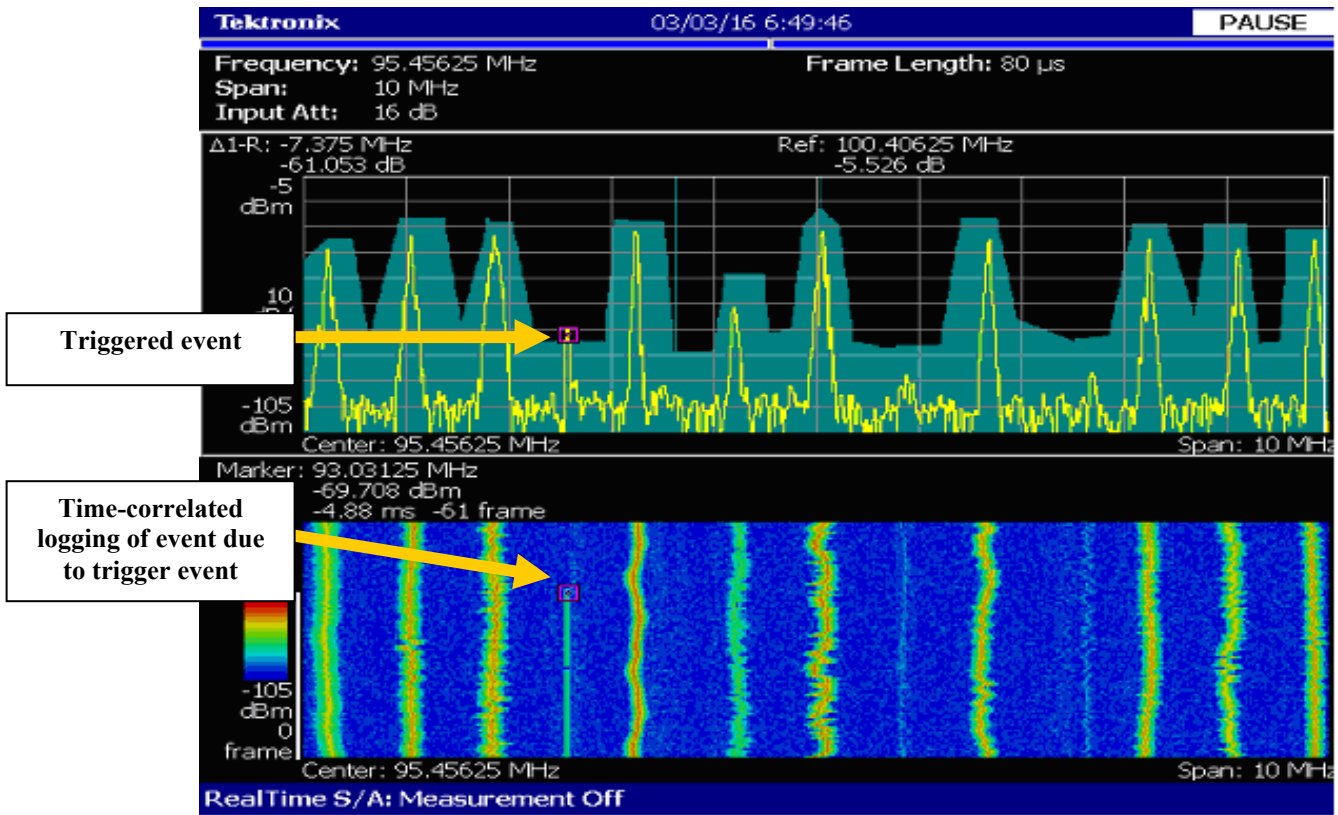 Tektronix 03/03/16 6:49:46 PAUSE
Frequency: 95.45625 MHz Frame Length: 80 µs
Span: 10 MHz
Input Att: 16 dB
Δ1-R: -7.375 MHz Ref: 100.40625 MHz
-61.053 dB -5.526 dB
-5
dBm
10
Triggered event
-105
dBm
Center: 95.45625 MHz Span: 10 MHz
Marker: 93.03125 MHz
-69.708 dBm
-4.88 ms -61 frame
Time-correlated
logging of event due
to trigger event
-105
dBm
0
frame
Center: 95.45625 MHz Span: 10 MHz
RealTime S/A: Measurement Off